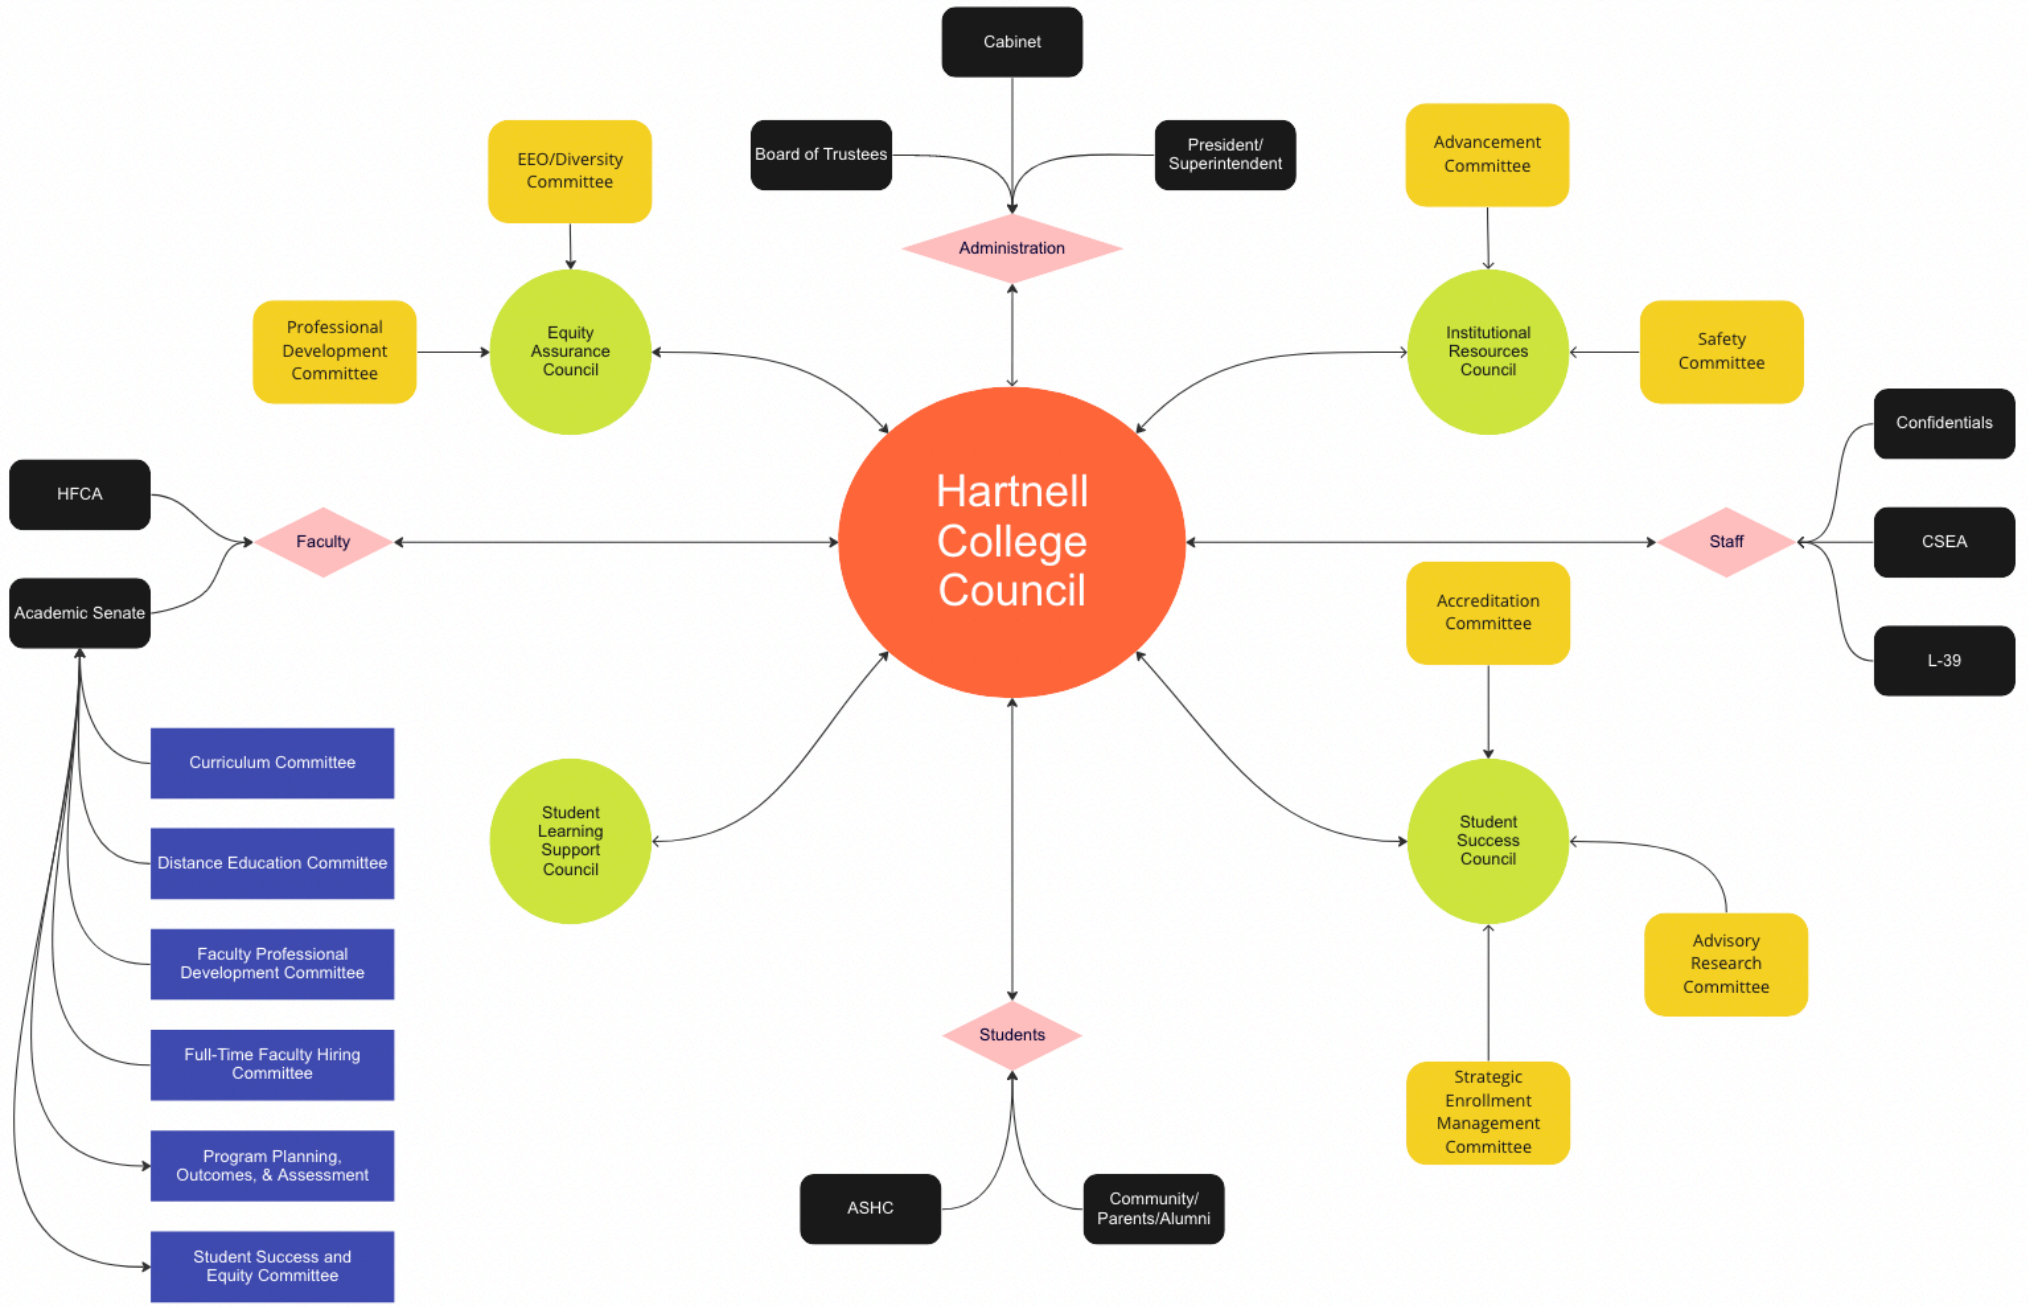 Cabinet
Board of Trustees
President/
Superintendent
Administration
EEO/Diversity
Committee
Advancement
Committee
Professional
Development
Committee
Equity
Assurance
Council
Institutional
Resources
Council
Safety
Committee
Confidentials
HFCA
Faculty
Academic Senate
Hartnell
College
Council
Staff
CSEA
L-39
Accreditation
Committee
Curriculum Committee
Distance Education Committee
Faculty Professional
Development Committee
Full-Time Faculty Hiring
Committee
Program Planning,
Outcomes, & Assessment
Student Success and
Equity Committee
Student
Learning
Support
Council
Student
Success
Council
Advisory
Research
Committee
Students
Strategic
Enrollment
Management
Committee
ASHC
Community/
Parents/Alumni